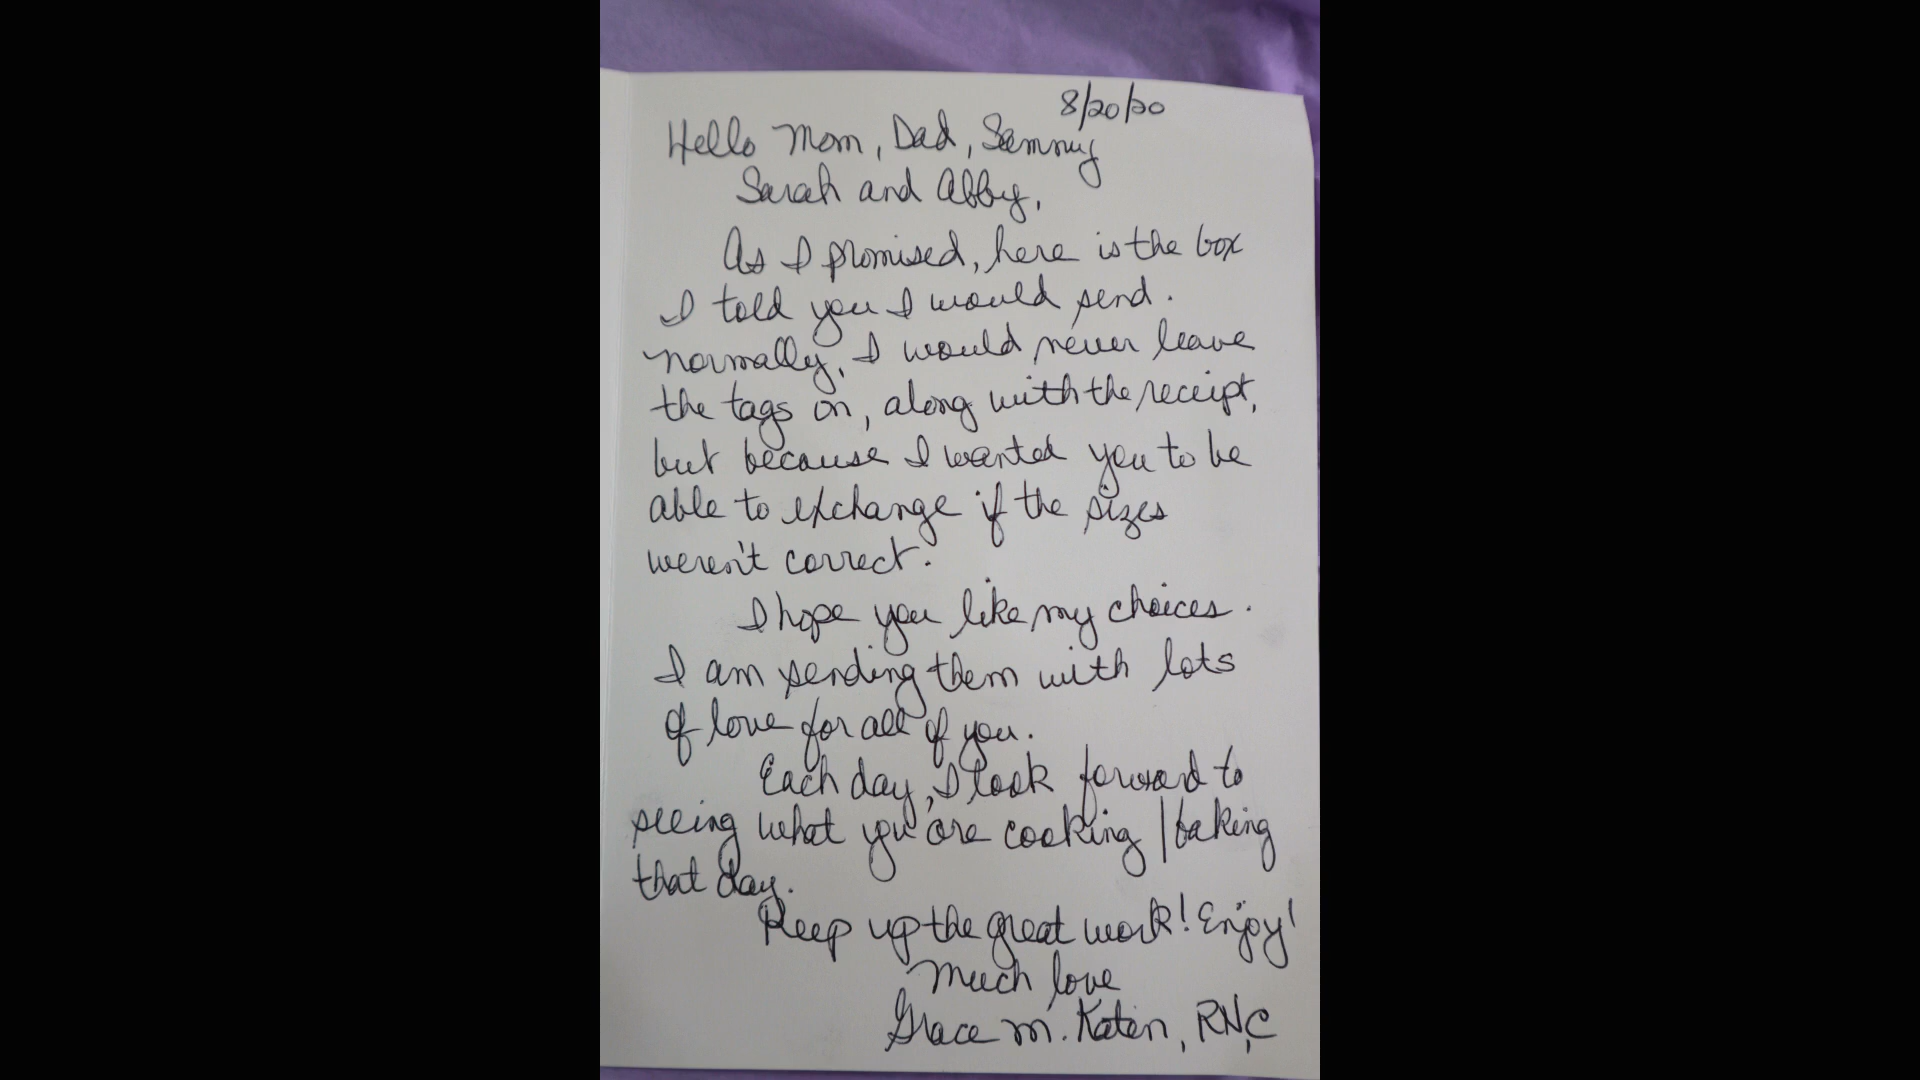 8/20/20
Hello Mom, Dad, Sammy
Sarah and Abby,
As I promised, here is the box
I told you I would send.
Normally, I would never leave
the tags on, along with the receipt,
but because I wanted you to be
able to exchange if the sizes
weren't correct.
I hope you like my choices.
I am sending them with lots
of love for all of you.
Each day, I look forward to
seeing what you are cooking/baking
that day.
Keep up the great work! Enjoy!
Much love
Grace M. Katen, RN,C